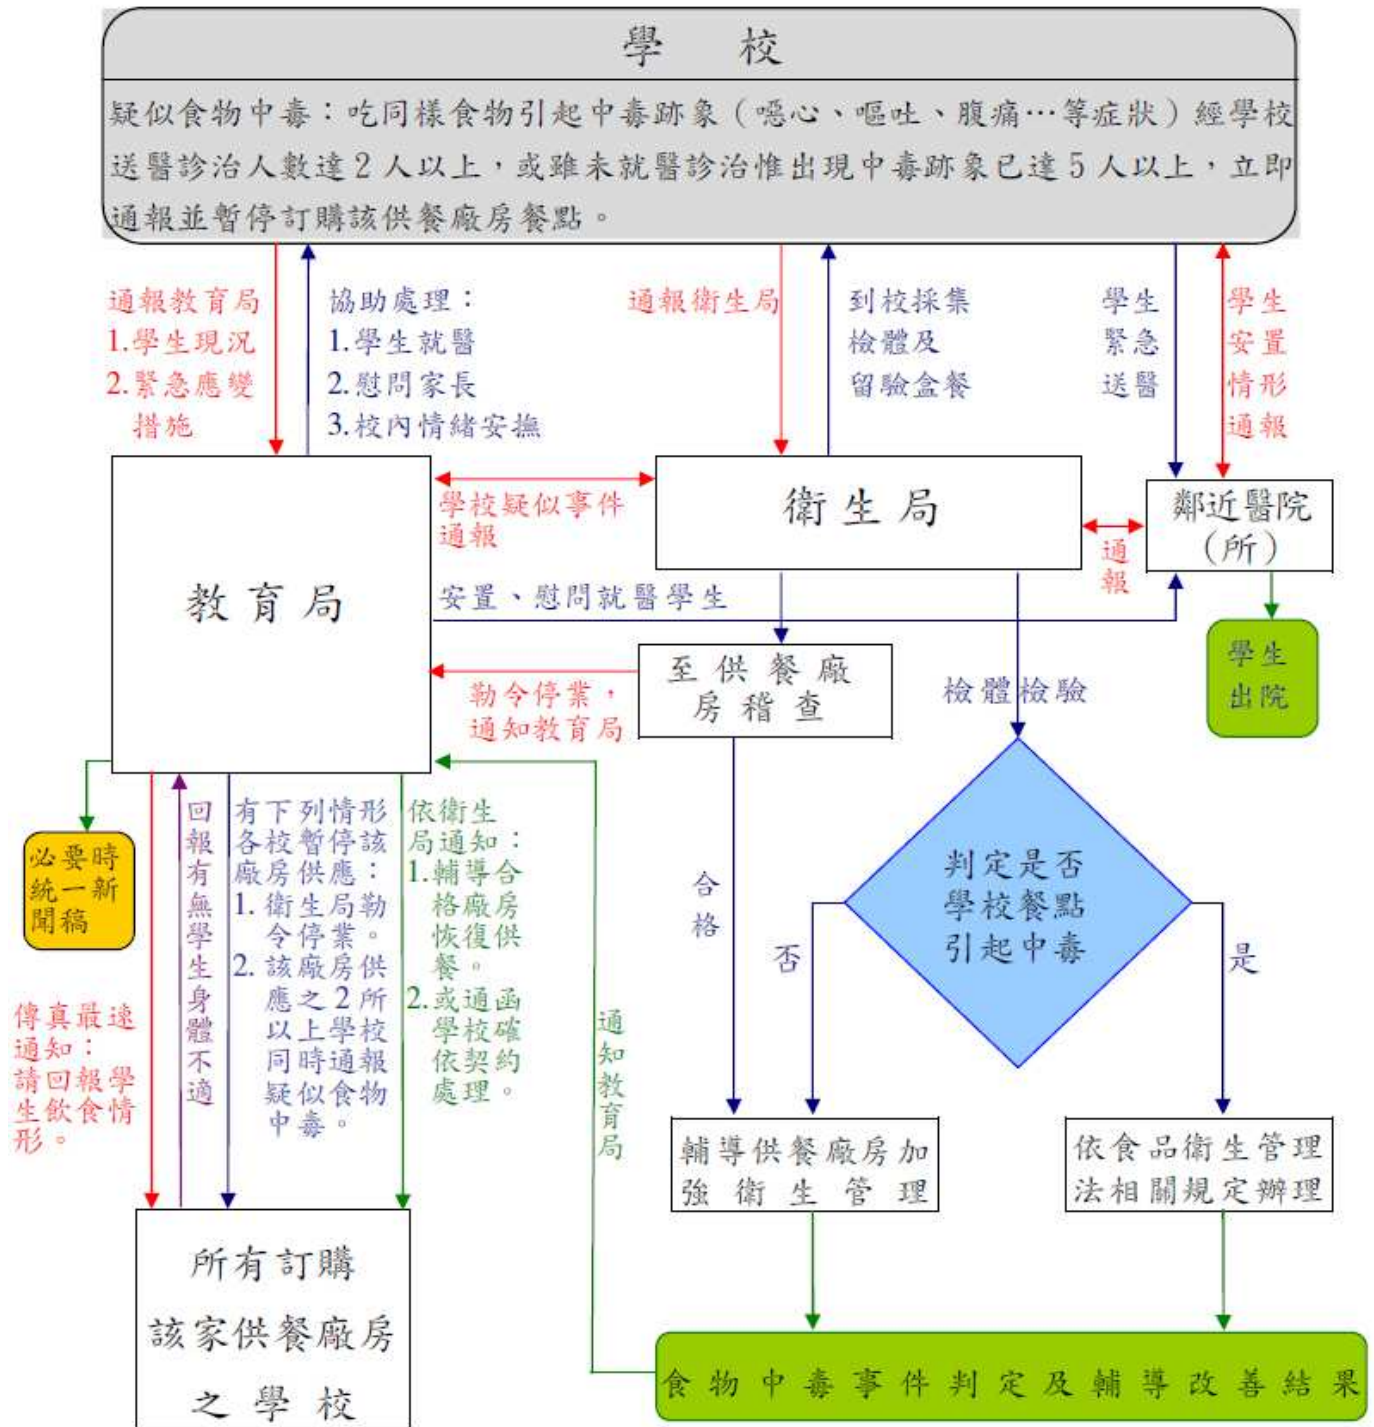 學 校
疑似食物中毒：吃同樣食物引起中毒跡象（噁心、嘔吐、腹痛…等症狀）經學校
送醫診治人數達2人以上，或雖未就醫診治惟出現中毒跡象已達5人以上，立即
通報並暫停訂購該供餐廠房餐點。
通報教育局
1.學生現況
2.緊急應變
措施
協助處理：
1.學生就醫
2.慰問家長
3.校內情緒安撫
通報衛生局
到校採集
檢體及
留驗盒餐
學生
緊急
送醫
學生
安置
情形
通報
教育局
學校疑似事件
通報
衛生局
通
報
鄰近醫院
（所）
安置、慰問就醫學生
學生
出院
至供餐廠
房稽查
勒令停業，
通知教育局
檢體檢驗
必要時
統一新
聞稿
傳真最速
通知：
請回報學
生飲食情
形。
回報有無學生身體不適
有下列情形
各校暫停該
廠房供應：
1. 衛生局勒
令停業。
2. 該廠房供
應之2所
以上學校
同時通報
疑似食物
中毒。
依衛生
局通知：
1.輔導合
格廠房
恢復供
餐。
2.或通函
學校確
依契約
處理。
通知教育局
合格
判定是否
學校餐點
引起中毒
否
是
輔導供餐廠房加
強衛生管理
依食品衛生管理
法相關規定辦理
所有訂購
該家供餐廠房
之學校
食物中毒事件判定及輔導改善結果